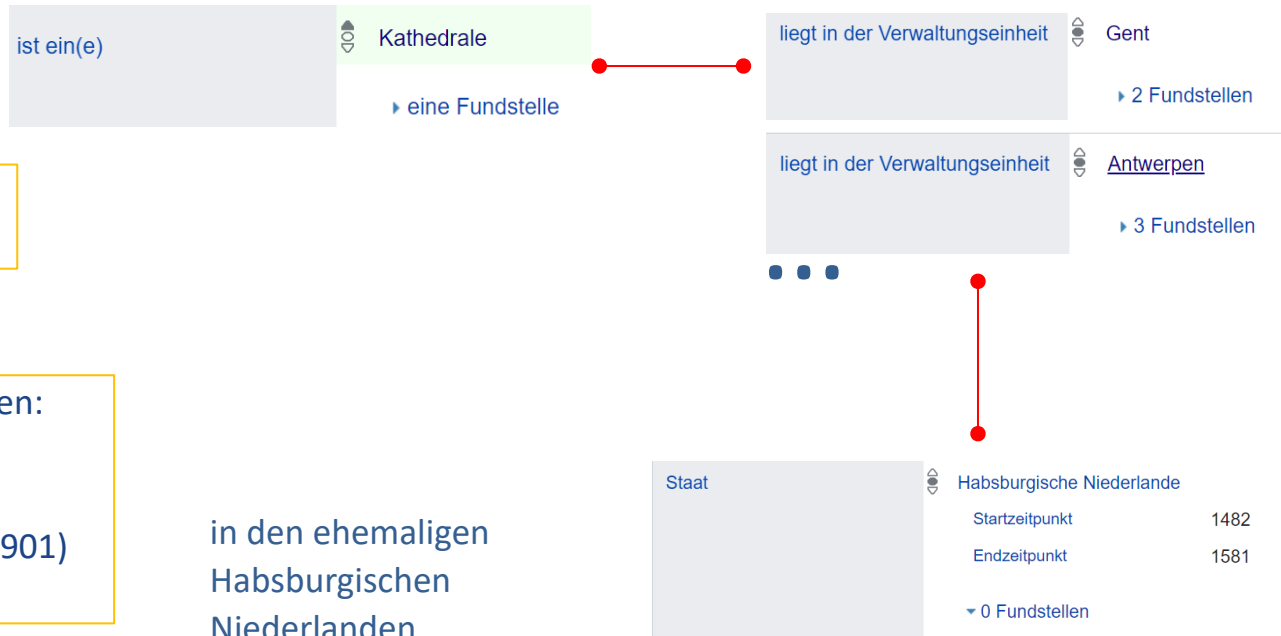 ist ein(e)
Kathedrale
eine Fundstelle
liegt in der Verwaltungseinheit
Gent
2 Fundstellen
liegt in der Verwaltungseinheit
Antwerpen
3 Fundstellen
en:
901)
in den ehemaligen
Habsburgischen
Niederlanden
Staat
Habsburgische Niederlande
Startzeitpunkt 1482
Endzeitpunkt 1581
0 Fundstellen